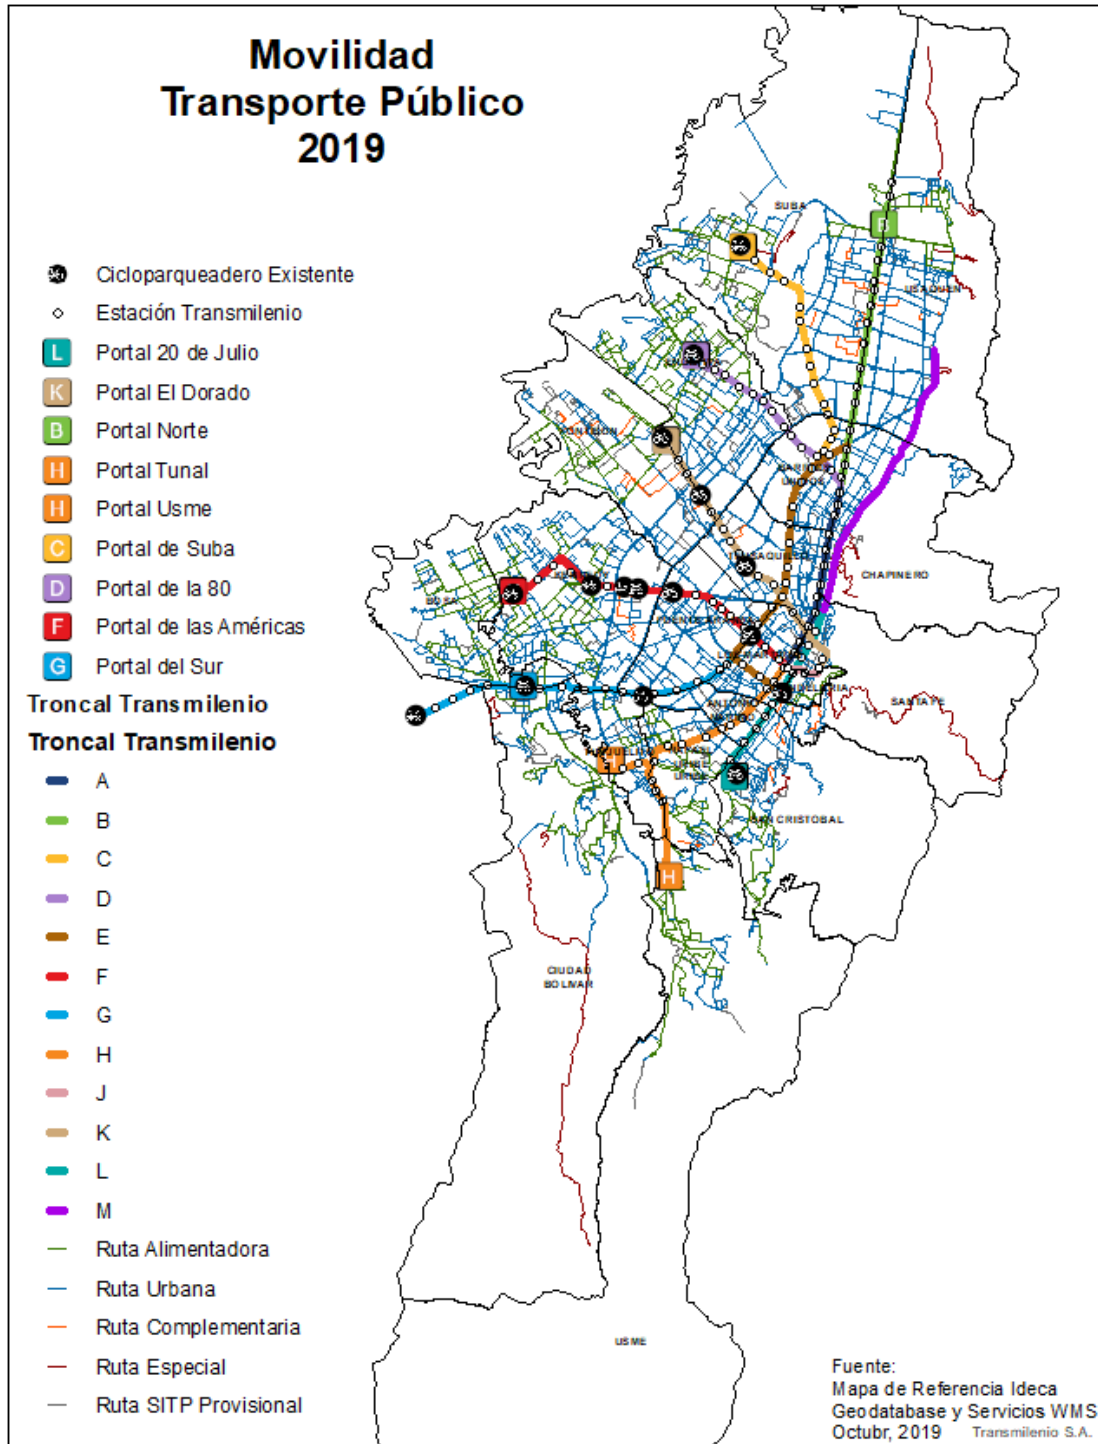 Movilidad
Transporte Público
2019
Cicloparqueadero Existente
Estación Transmilenio
L Portal 20 de Julio
K Portal El Dorado
B Portal Norte
H Portal Tunal
H Portal Usme
C Portal de Suba
D Portal de la 80
F Portal de las Américas
G Portal del Sur
Troncal Transmilenio
Troncal Transmilenio
A
B
C
D
E
F
G
H
J
K
L
M
Ruta Alimentadora
Ruta Urbana
Ruta Complementaria
Ruta Especial
Ruta SITP Provisional
SUBA
B
USAQUEN
UNIDOS
CHAPINERO
BOSA
SANTA FE
H
URIBE
URIBE
SAN CRISTOBAL
H
CIUDAD
BOLIVAR
USME
Fuente:
Mapa de Referencia Ideca
Geodatabase y Servicios WMS
Octubr, 2019 Transmilenio S.A.